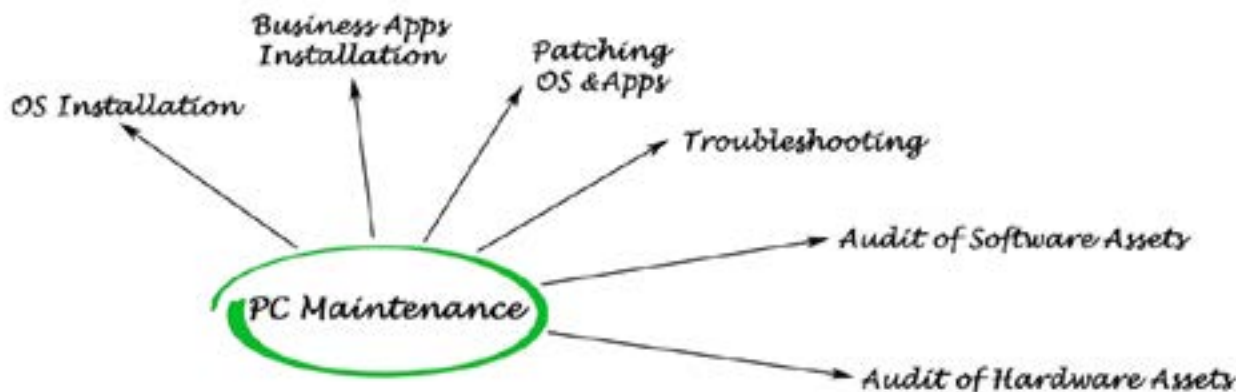 Business Apps
Installation
Patching
OS &Apps
OS Installation
Troubleshooting
Audit of Software Assets
PC Maintenance
Audit of Hardware Assets